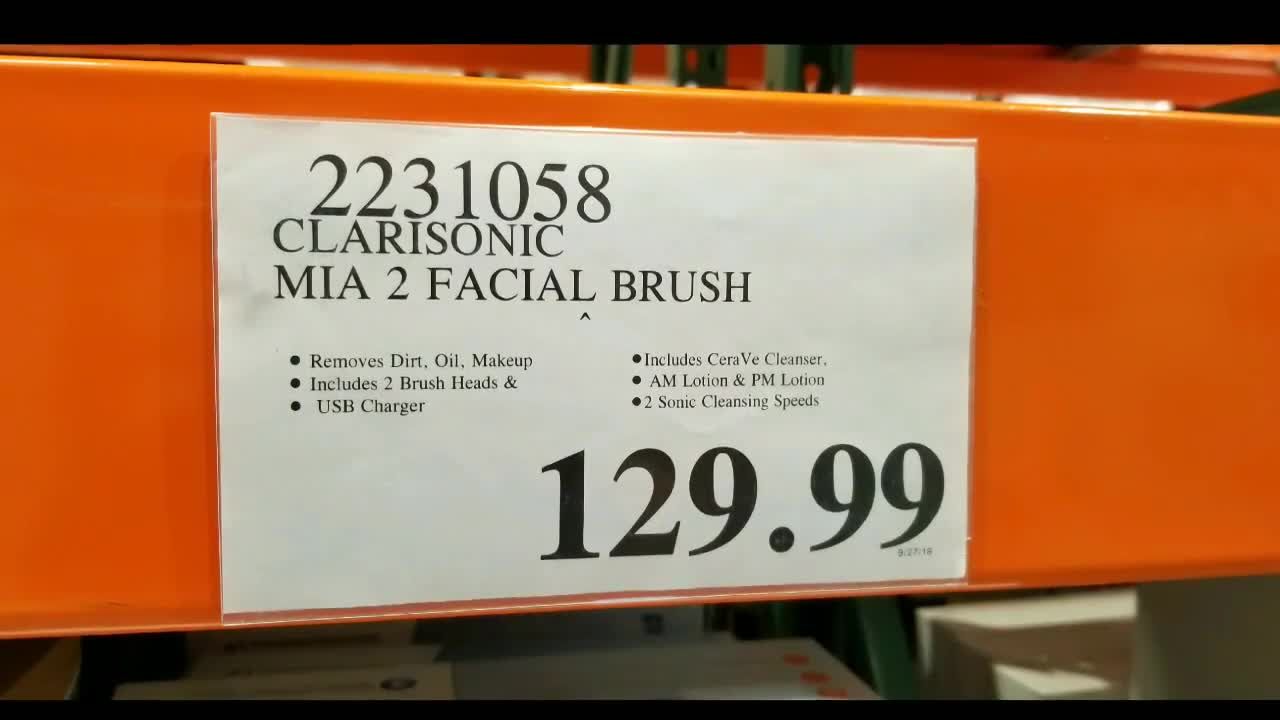 2231058
CLARISONIC
MIA 2 FACIAL BRUSH
^
● Removes Dirt, Oil, Makeup
● Includes 2 Brush Heads &
● USB Charger
● Includes CeraVe Cleanser,
● AM Lotion & PM Lotion
● 2 Sonic Cleansing Speeds
129.99
9/27/18